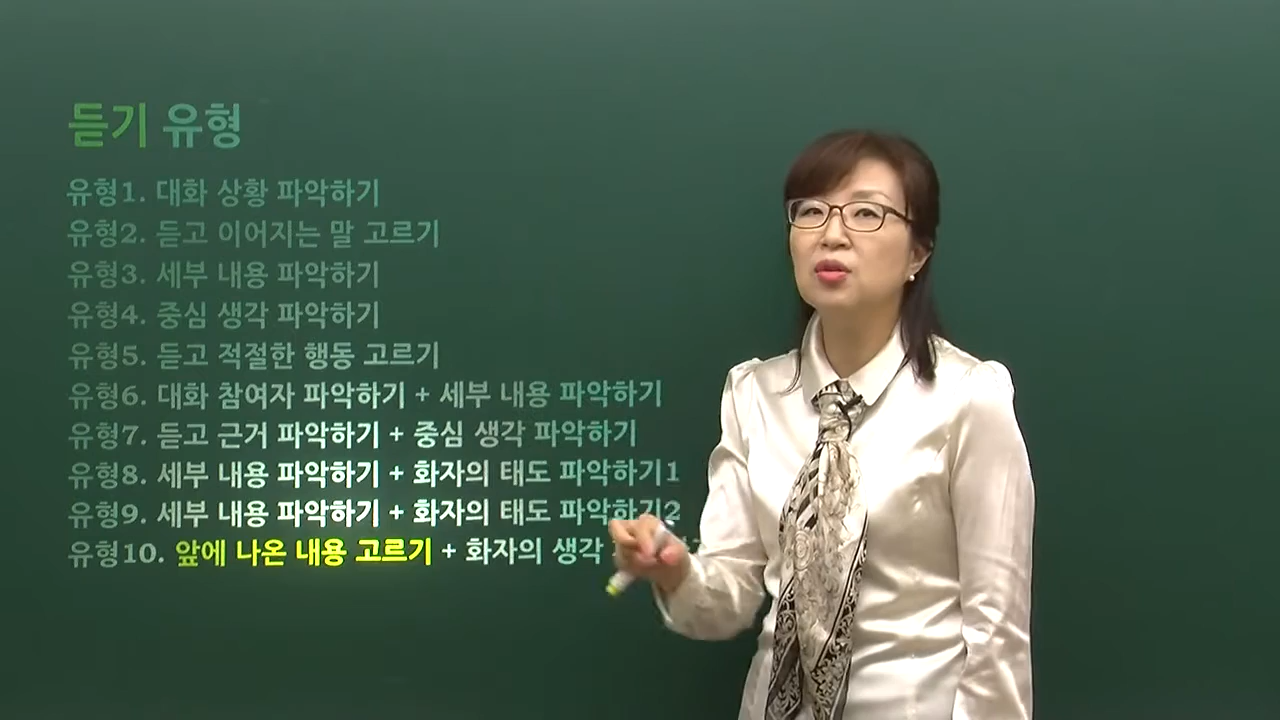 듣기 유형
유형1. 대화 상황 파악하기
유형2. 듣고 이어지는 말 고르기
유형3. 세부 내용 파악하기
유형4. 중심 생각 파악하기
유형5. 듣고 적절한 행동 고르기
유형6. 대화 참여자 파악하기 + 세부 내용 파악하기
유형7. 듣고 근거 파악하기 + 중심 생각 파악하기
유형8. 세부 내용 파악하기 + 화자의 태도 파악하기1
유형9. 세부 내용 파악하기 + 화자의 태도 파악하기2
유형10. 앞에 나온 내용 고르기 + 화자의 생각